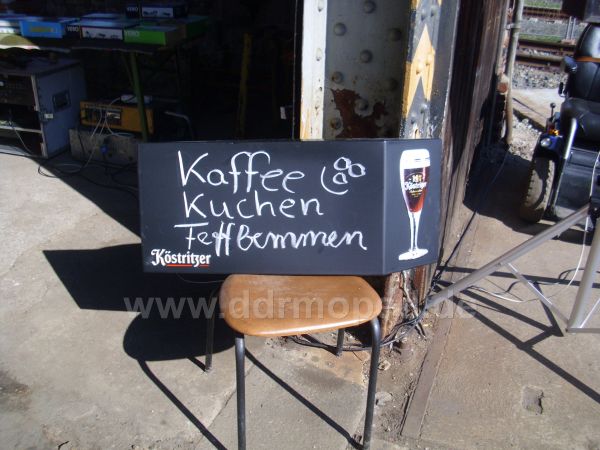 Kaffee
Kuchen
Fettbemmen
Köstritzer
Köstritzer
www.ddrmoped.de